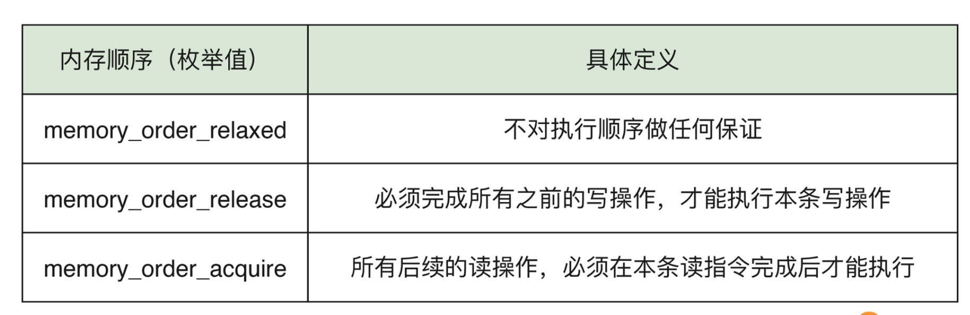 内存顺序（枚举值）
具体定义
memory_order_relaxed
不对执行顺序做任何保证
memory_order_release
必须完成所有之前的写操作，才能执行本条写操作
memory_order_acquire
所有后续的读操作，必须在本条读指令完成后才能执行